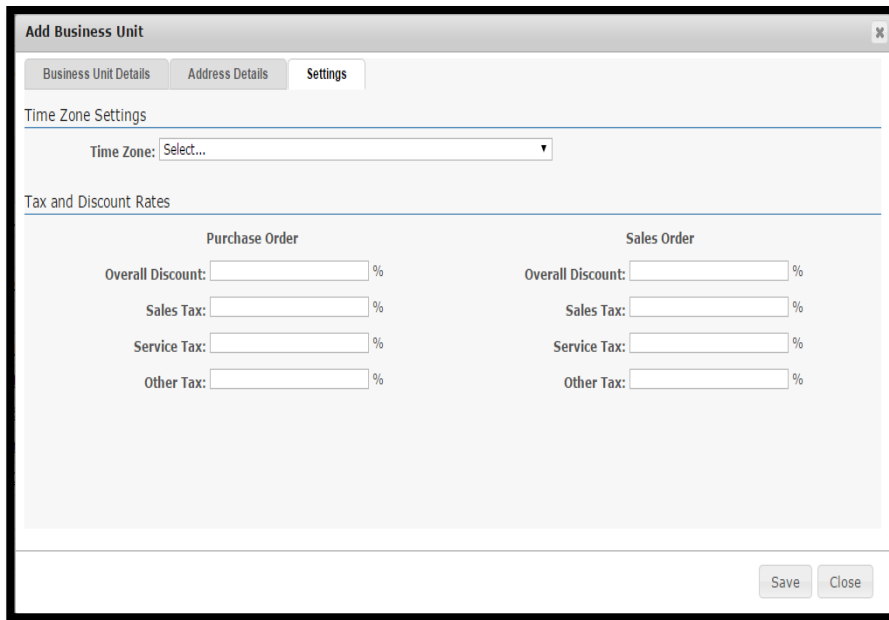 Add Business Unit
Business Unit Details Address Details Settings
Time Zone Settings
Time Zone: Select...
Tax and Discount Rates
Purchase Order Sales Order
Overall Discount: % Overall Discount: %
Sales Tax: % Sales Tax: %
Service Tax: % Service Tax: %
Other Tax: % Other Tax: %
Save Close